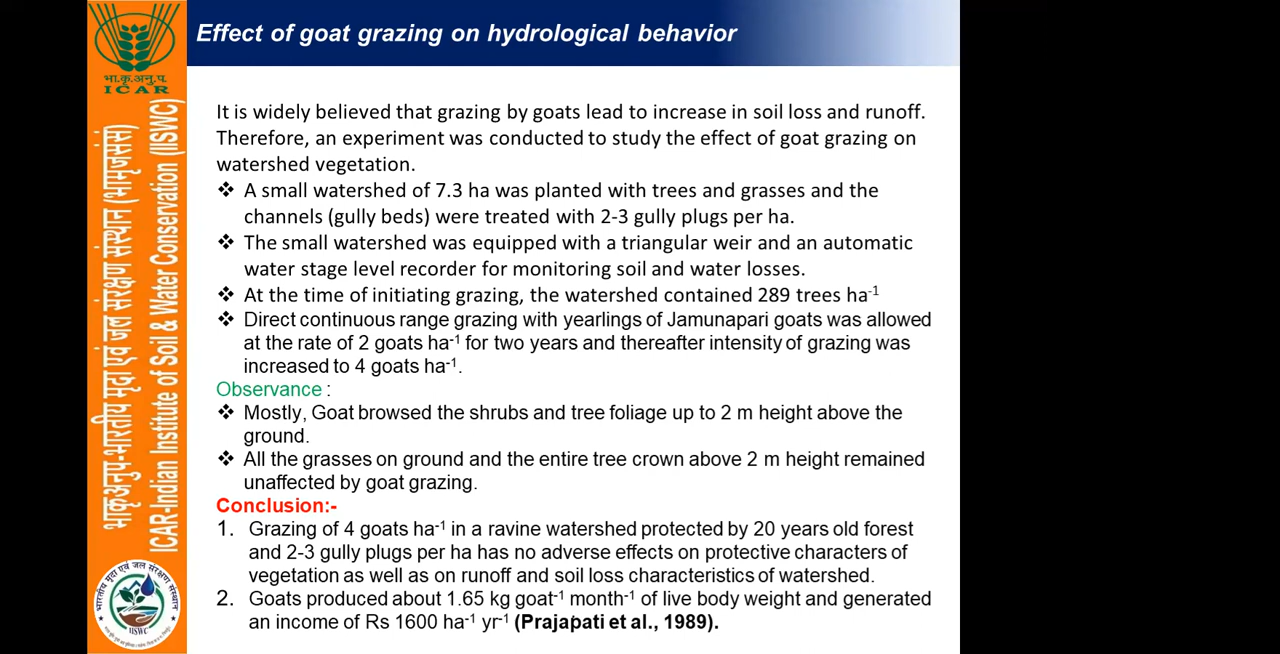 Effect of goat grazing on hydrological behavior
भा.कृ.अनु.प.
ICAR
भाकृअनुप-भारतीय मृदा एवं जल संरक्षण संस्थान (भामृजसंसं)
ICAR-Indian Institute of Soil & Water Conservation (IISWC)
It is widely believed that grazing by goats lead to increase in soil loss and runoff.
Therefore, an experiment was conducted to study the effect of goat grazing on
watershed vegetation.
❖ A small watershed of 7.3 ha was planted with trees and grasses and the
channels (gully beds) were treated with 2-3 gully plugs per ha.
❖ The small watershed was equipped with a triangular weir and an automatic
water stage level recorder for monitoring soil and water losses.
❖ At the time of initiating grazing, the watershed contained 289 trees ha⁻¹
❖ Direct continuous range grazing with yearlings of Jamunapari goats was allowed
at the rate of 2 goats ha⁻¹ for two years and thereafter intensity of grazing was
increased to 4 goats ha⁻¹.
Observance :
❖ Mostly, Goat browsed the shrubs and tree foliage up to 2 m height above the
ground.
❖ All the grasses on ground and the entire tree crown above 2 m height remained
unaffected by goat grazing.
Conclusion:-
1. Grazing of 4 goats ha⁻¹ in a ravine watershed protected by 20 years old forest
and 2-3 gully plugs per ha has no adverse effects on protective characters of
vegetation as well as on runoff and soil loss characteristics of watershed.
2. Goats produced about 1.65 kg goat⁻¹ month⁻¹ of live body weight and generated
an income of Rs 1600 ha⁻¹ yr⁻¹ (Prajapati et al., 1989).
भारतीय मृदा एवं जल संरक्षण संस्थान
IISWC